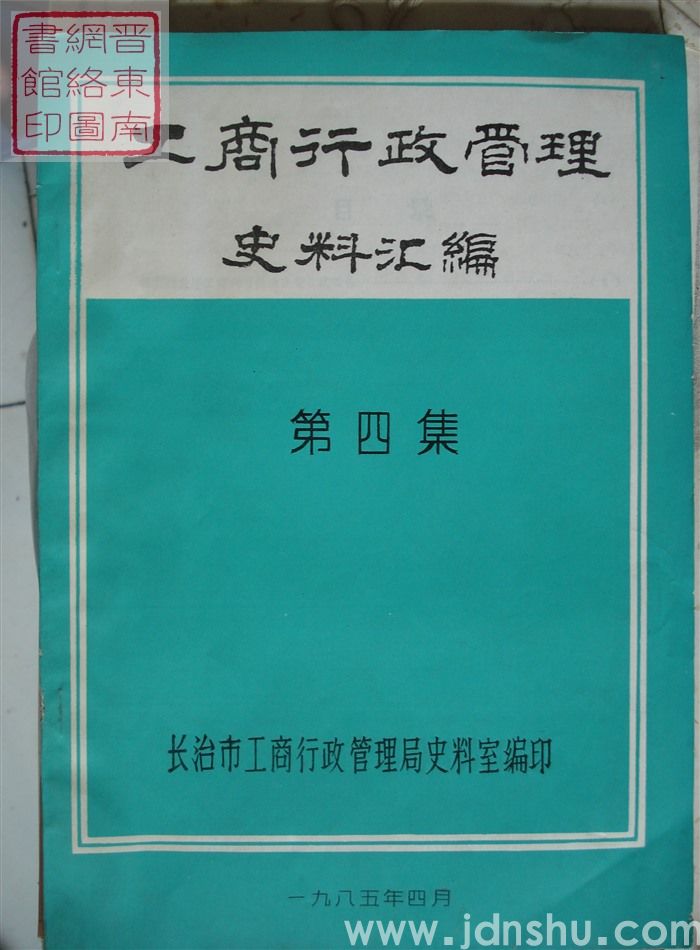 晋東南
網絡圖
書館印
工商行政管理
史料汇編
第四集
长治市工商行政管理局史料室编印
一九八五年四月
www.jdnshu.com